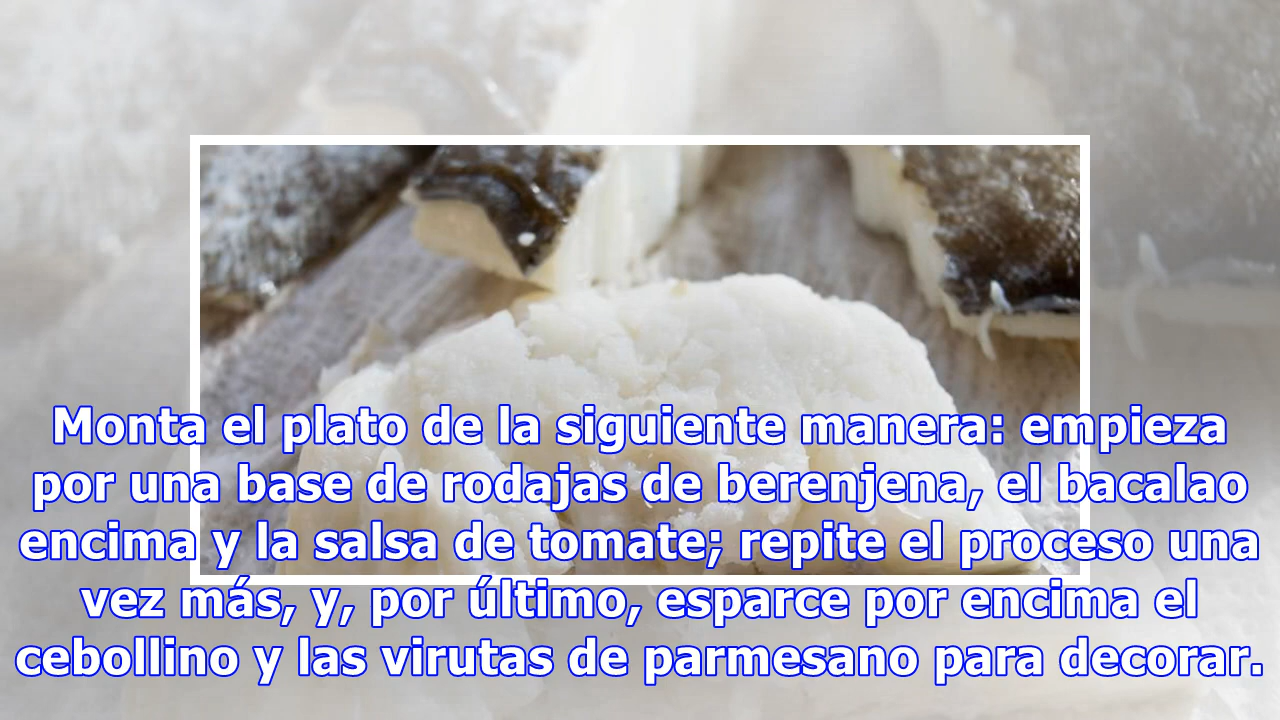 Monta el plato de la siguiente manera: empieza
por una base de rodajas de berenjena, el bacalao
encima y la salsa de tomate; repite el proceso una
vez más, y, por último, esparce por encima el
cebollino y las virutas de parmesano para decorar.